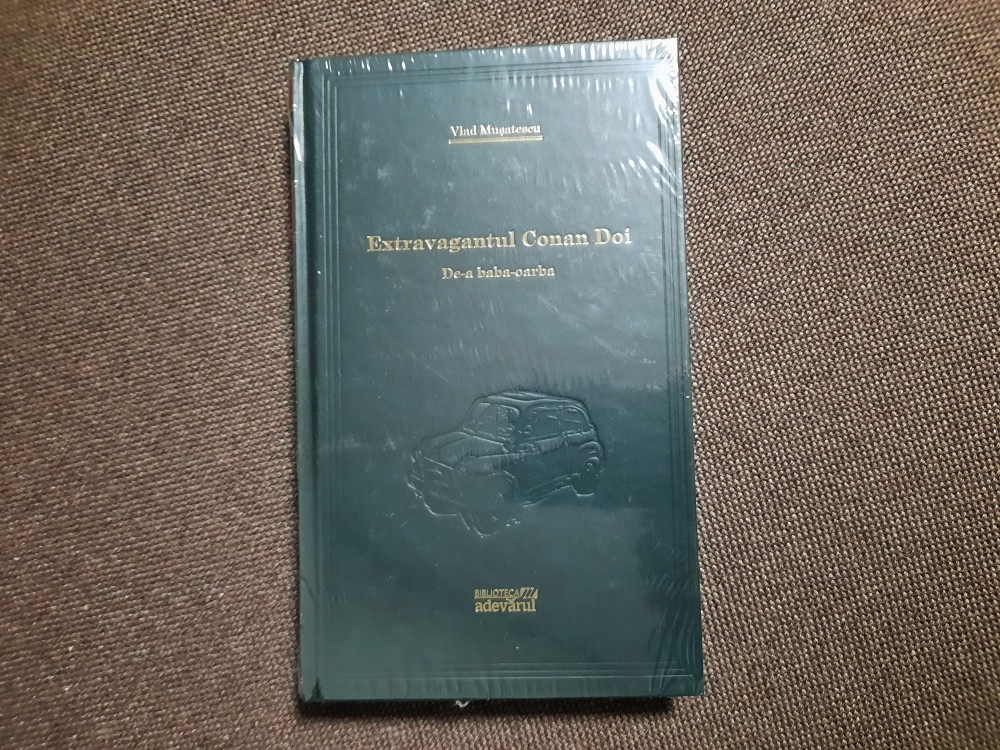 Vlad Mușatescu
Extravagantul Conan Doi
De-a baba-oarba
BIBLIOTECA
adevărul